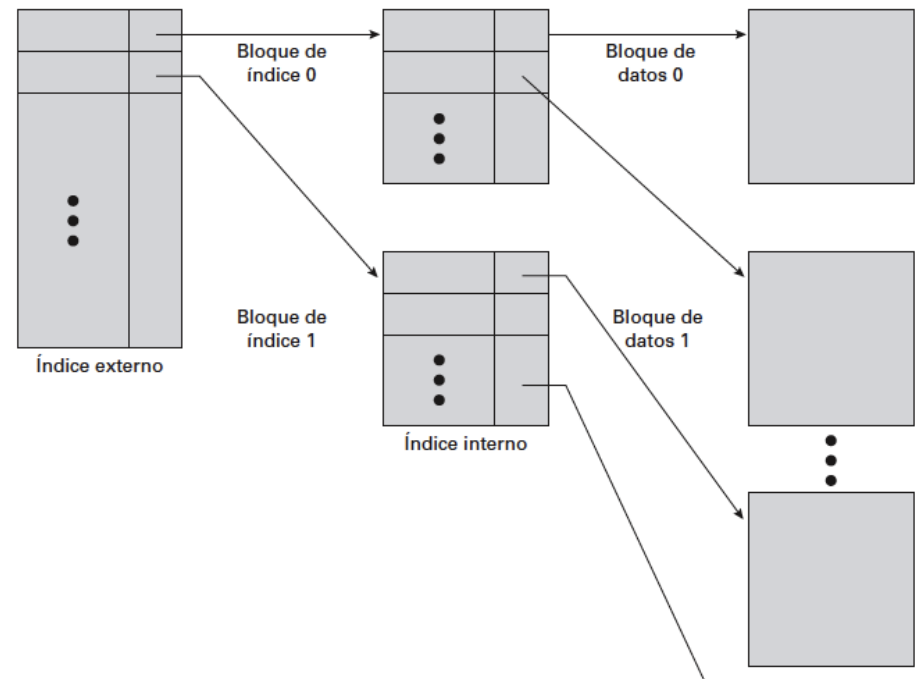 Bloque de
índice 0
Bloque de
datos 0
Bloque de
índice 1
Bloque de
datos 1
Índice externo
Índice interno